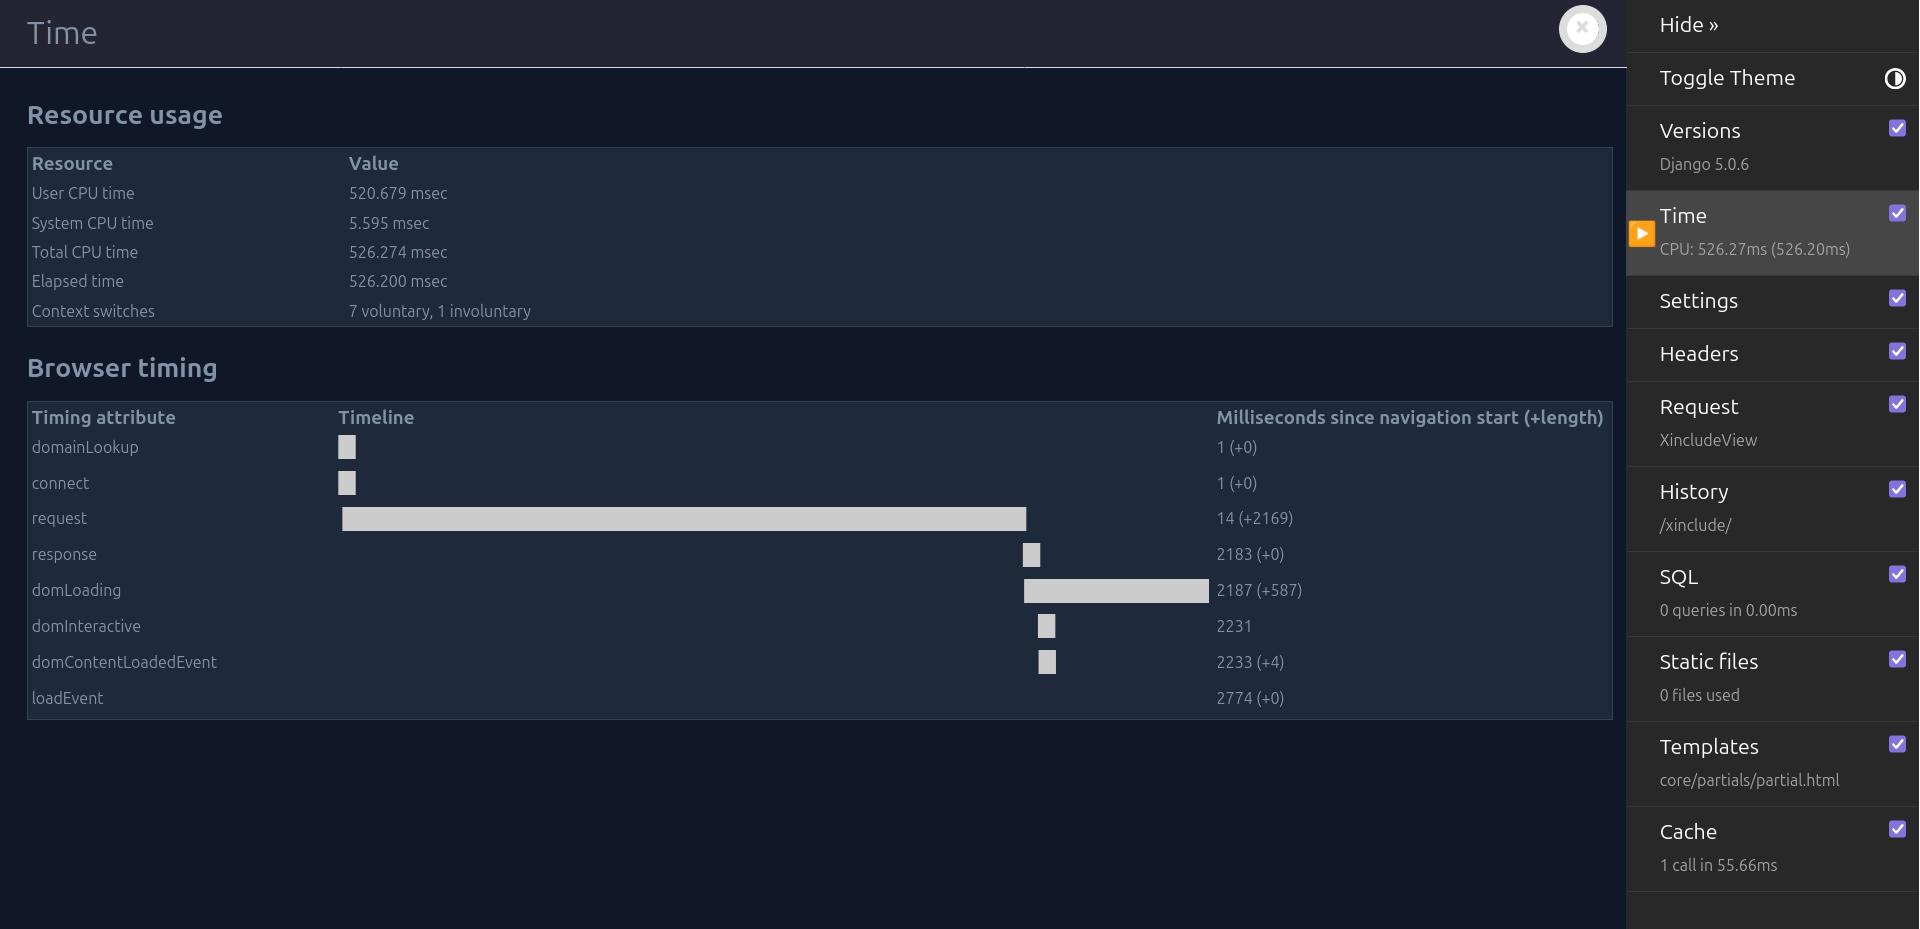 Time
Resource usage
Resource Value
User CPU time 520.679 msec
System CPU time 5.595 msec
Total CPU time 526.274 msec
Elapsed time 526.200 msec
Context switches 7 voluntary, 1 involuntary
Browser timing
Timing attribute Timeline Milliseconds since navigation start (+length)
domainLookup 1 (+0)
connect 1 (+0)
request 14 (+2169)
response 2183 (+0)
domLoading 2187 (+587)
domInteractive 2231
domContentLoadedEvent 2233 (+4)
loadEvent 2774 (+0)
Hide »
Toggle Theme
Versions
Django 5.0.6
Time
CPU: 526.27ms (526.20ms)
Settings
Headers
Request
XincludeView
History
/xinclude/
SQL
0 queries in 0.00ms
Static files
0 files used
Templates
core/partials/partial.html
Cache
1 call in 55.66ms